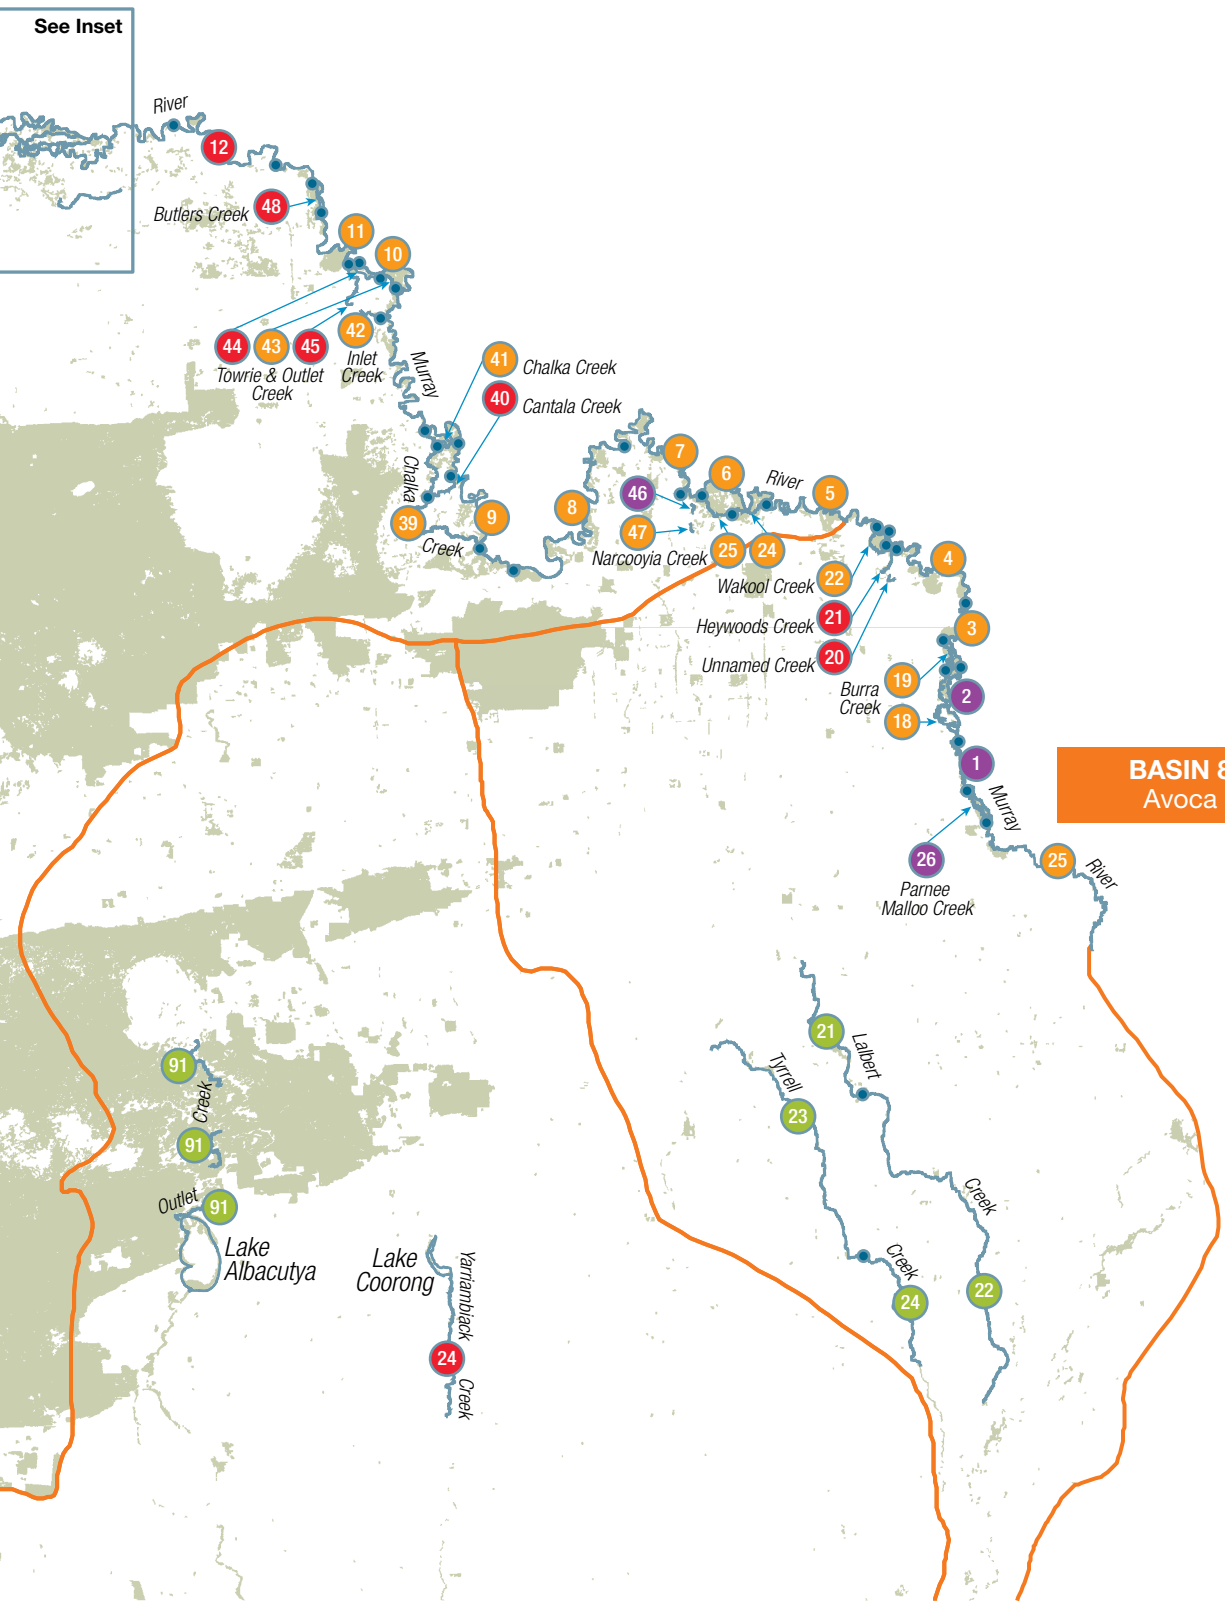 See Inset
River
12
48
Butlers Creek
11
10
44
43
45
42
Towrie & Outlet
Creek
Inlet
Creek
Murray
41
Chalka Creek
40
Cantala Creek
Chalka
39
Creek
9
8
7
6
River
5
46
47
Narcooyia Creek
25
24
4
Wakool Creek
22
Heywoods Creek
21
Unnamed Creek
20
3
19
Burra
Creek
2
18
1
BASIN 8
Avoca
Murray
26
Parnee
Malloo Creek
25
River
21
Lalbert
Tyrrell
23
91
Creek
91
Outlet
91
Lake
Albacutya
Lake
Coorong
Yarriambiack
24
Creek
Creek
22
Creek
24